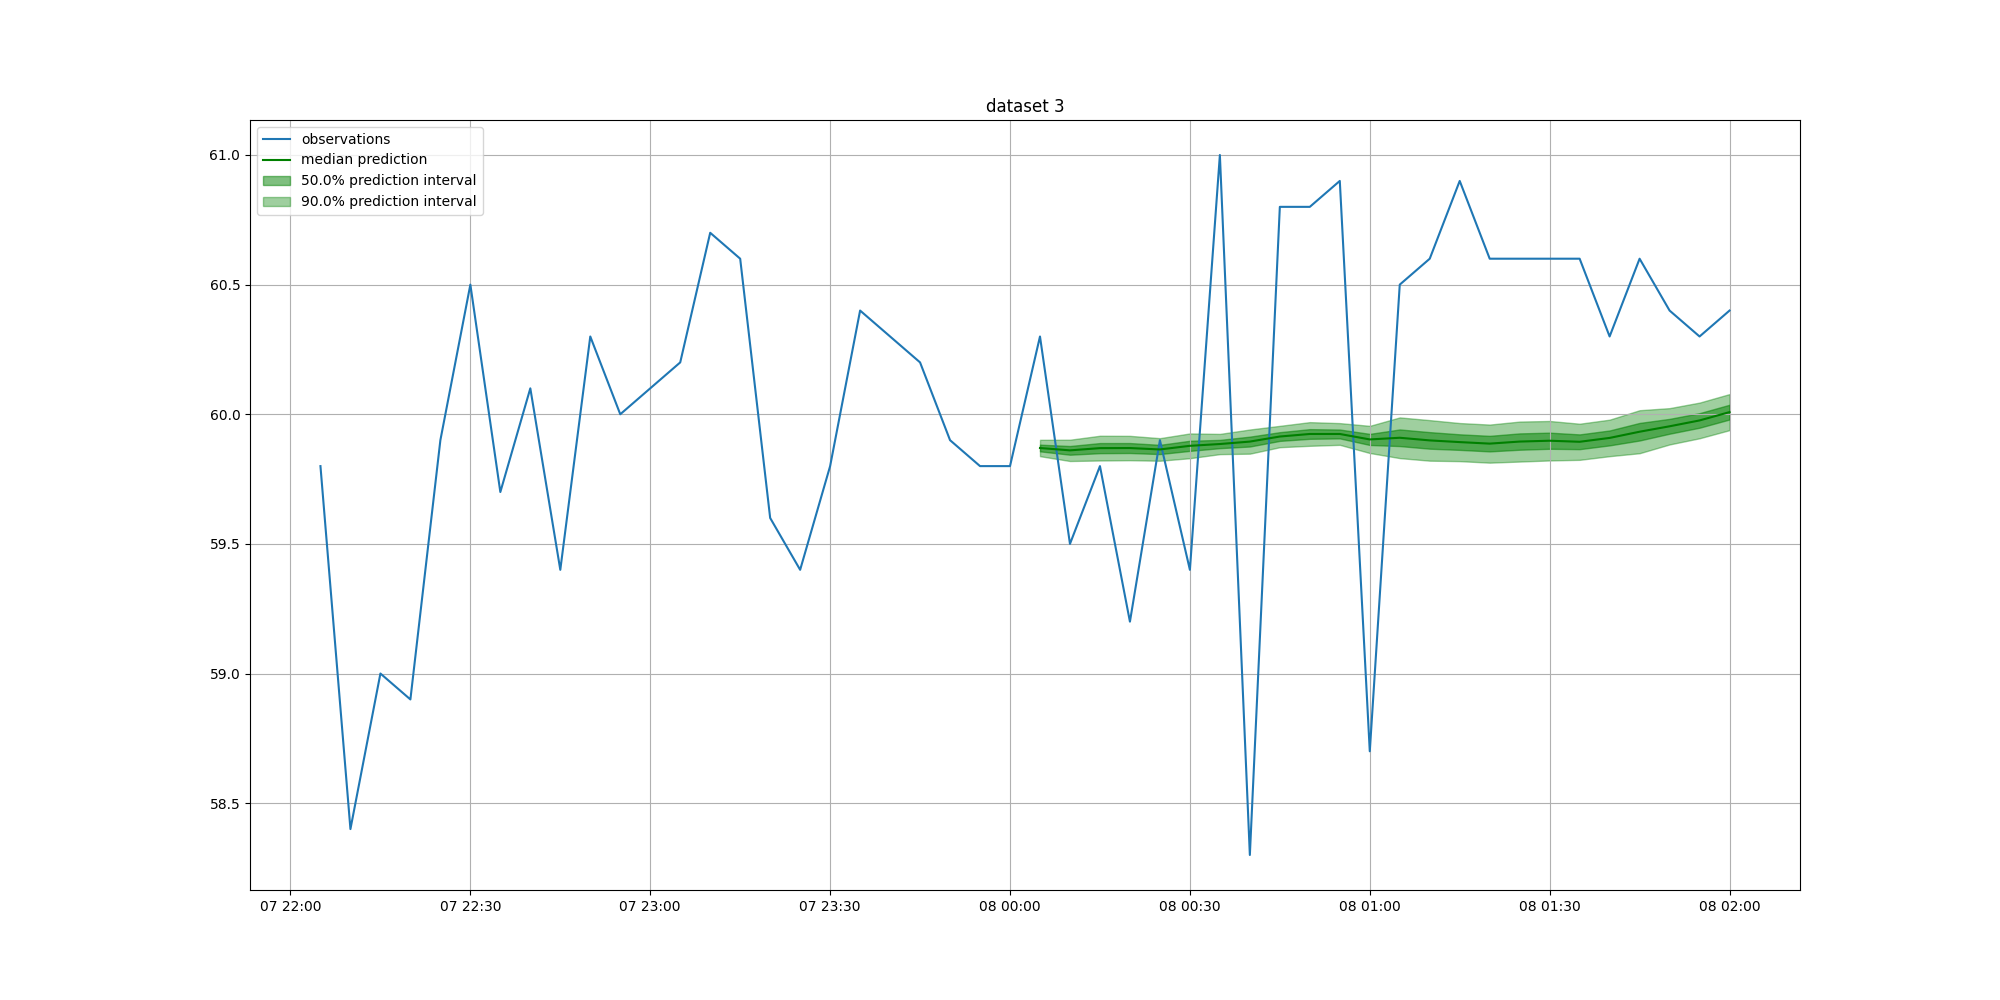 dataset 3
observations
median prediction
50.0% prediction interval
90.0% prediction interval
61.0
60.5
60.0
59.5
59.0
58.5
07 22:00 07 22:30 07 23:00 07 23:30 08 00:00 08 00:30 08 01:00 08 01:30 08 02:00